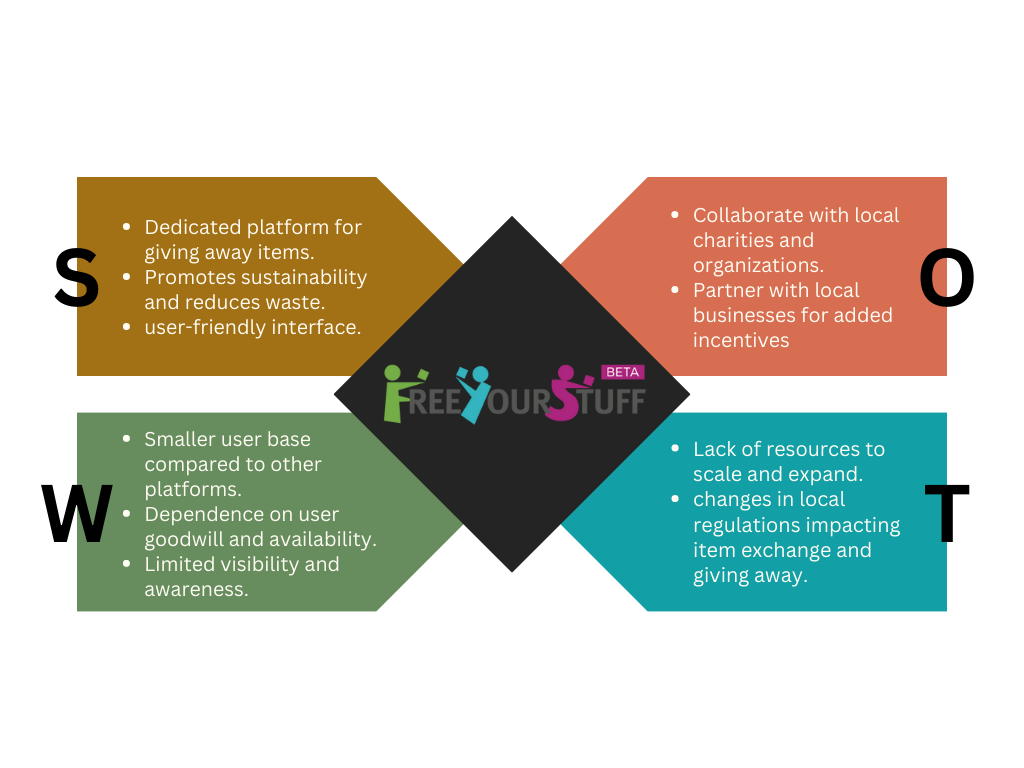 S
• Dedicated platform for
giving away items.
• Promotes sustainability
and reduces waste.
• user-friendly interface.
O
• Collaborate with local
charities and
organizations.
• Partner with local
businesses for added
incentives
FREEYOURSTUFF
BETA
W
• Smaller user base
compared to other
platforms.
• Dependence on user
goodwill and availability.
• Limited visibility and
awareness.
T
• Lack of resources to
scale and expand.
• changes in local
regulations impacting
item exchange and
giving away.